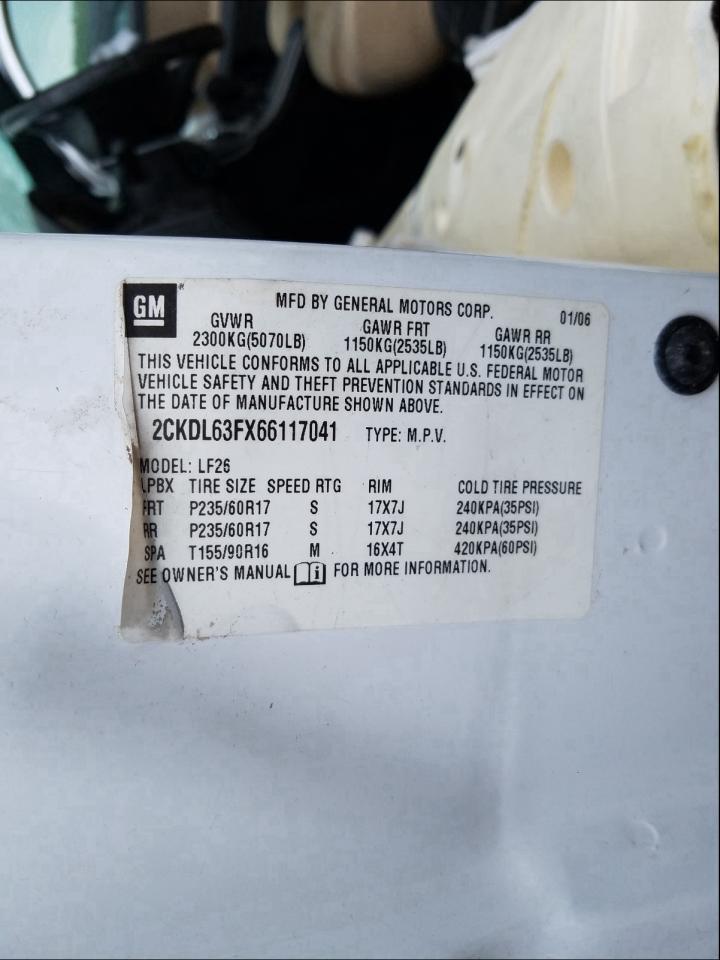 GM
MFD BY GENERAL MOTORS CORP. 01/06
GVWR GAWR FRT GAWR RR
2300KG(5070LB) 1150KG(2535LB) 1150KG(2535LB)
THIS VEHICLE CONFORMS TO ALL APPLICABLE U.S. FEDERAL MOTOR
VEHICLE SAFETY AND THEFT PREVENTION STANDARDS IN EFFECT ON
THE DATE OF MANUFACTURE SHOWN ABOVE.
2CKDL63FX66117041 TYPE: M.P.V.
MODEL: LF26
LPBX TIRE SIZE SPEED RTG RIM COLD TIRE PRESSURE
FRT P235/60R17 S 17X7J 240KPA(35PSI)
RR P235/60R17 S 17X7J 240KPA(35PSI)
SPA T155/90R16 M 16X4T 420KPA(60PSI)
SEE OWNER'S MANUAL i FOR MORE INFORMATION.